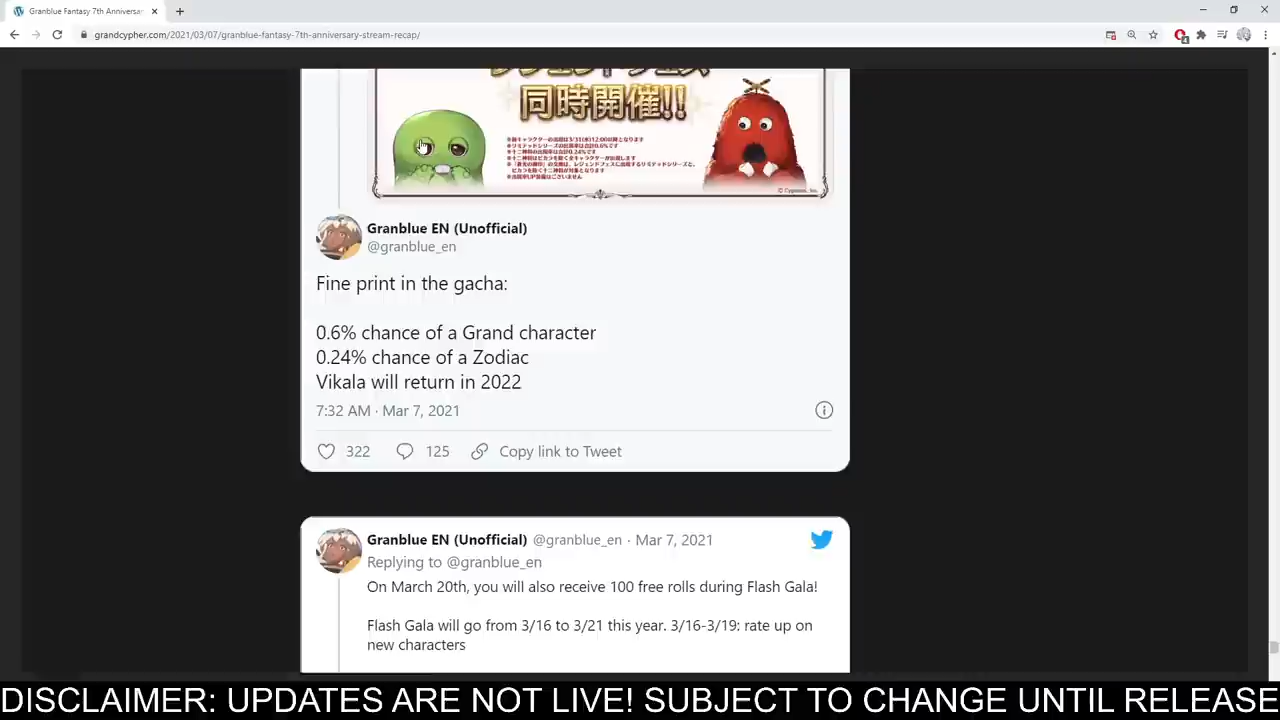 Granblue Fantasy 7th Anniversa
grandcypher.com/2021/03/07/granblue-fantasy-7th-anniversary-stream-recap/
同時開催!!
© Cygames, Inc.
Granblue EN (Unofficial)
@granblue_en
Fine print in the gacha:
0.6% chance of a Grand character
0.24% chance of a Zodiac
Vikala will return in 2022
7:32 AM · Mar 7, 2021
322 125 Copy link to Tweet
Granblue EN (Unofficial) @granblue_en · Mar 7, 2021
Replying to @granblue_en
On March 20th, you will also receive 100 free rolls during Flash Gala!
Flash Gala will go from 3/16 to 3/21 this year. 3/16-3/19: rate up on
new characters
DISCLAIMER: UPDATES ARE NOT LIVE! SUBJECT TO CHANGE UNTIL RELEASE